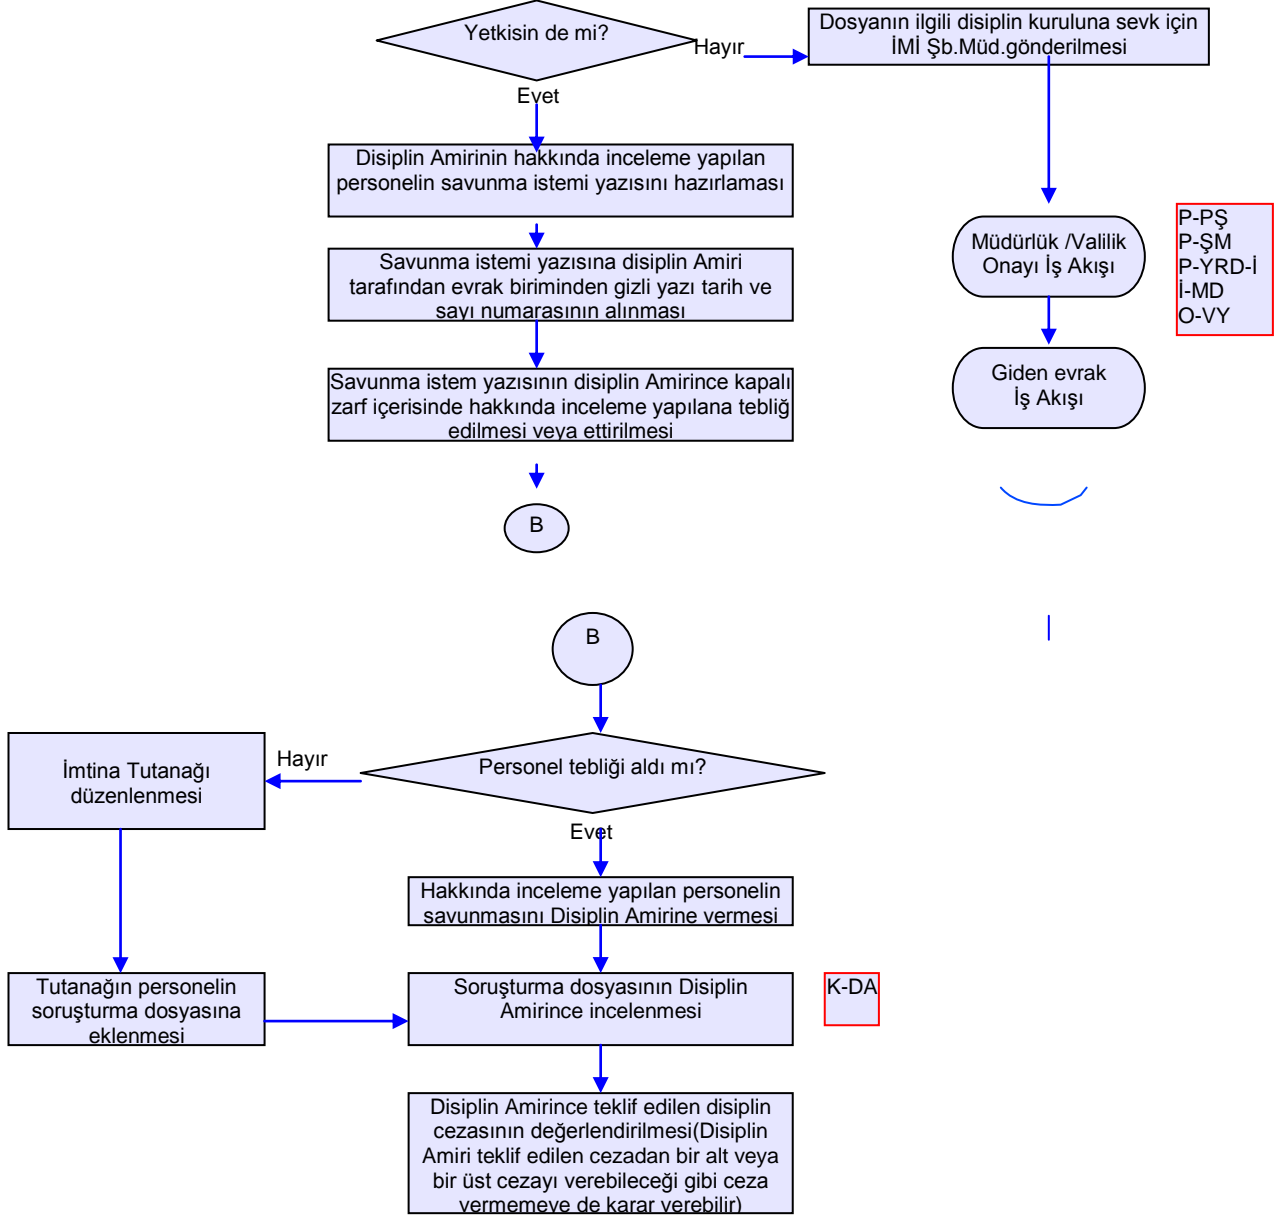 Yetkisin de mi?
Hayır
Dosyanın ilgili disiplin kuruluna sevk için
İMİ Şb.Müd.gönderilmesi
Evet
Disiplin Amirinin hakkında inceleme yapılan
personelin savunma istemi yazısını hazırlaması
Savunma istemi yazısına disiplin Amiri
tarafından evrak biriminden gizli yazı tarih ve
sayı numarasının alınması
Savunma istem yazısının disiplin Amirince kapalı
zarf içerisinde hakkında inceleme yapılana tebliğ
edilmesi veya ettirilmesi
B
Müdürlük /Valilik
Onayı İş Akışı
Giden evrak
İş Akışı
P-PŞ
P-ŞM
P-YRD-İ
İ-MD
O-VY
B
Personel tebliği aldı mı?
Hayır
İmtina Tutanağı
düzenlenmesi
Evet
Hakkında inceleme yapılan personelin
savunmasını Disiplin Amirine vermesi
Tutanağın personelin
soruşturma dosyasına
eklenmesi
Soruşturma dosyasının Disiplin
Amirince incelenmesi
K-DA
Disiplin Amirince teklif edilen disiplin
cezasının değerlendirilmesi(Disiplin
Amiri teklif edilen cezadan bir alt veya
bir üst cezayı verebileceği gibi ceza
vermemeye de karar verebilir)